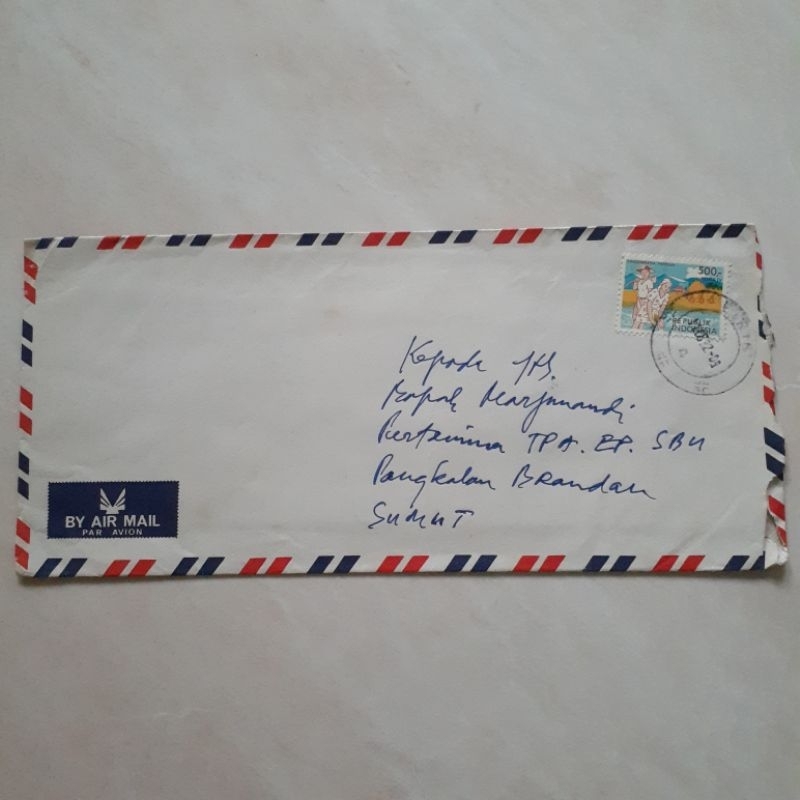 500,-
REPUBLIK
INDONESIA
Kepada Yth.
Bapak Marjunandi
Pertamina TPA. EP. SBU
Pangkalan Brandan
SUMUT
BY AIR MAIL
PAR AVION